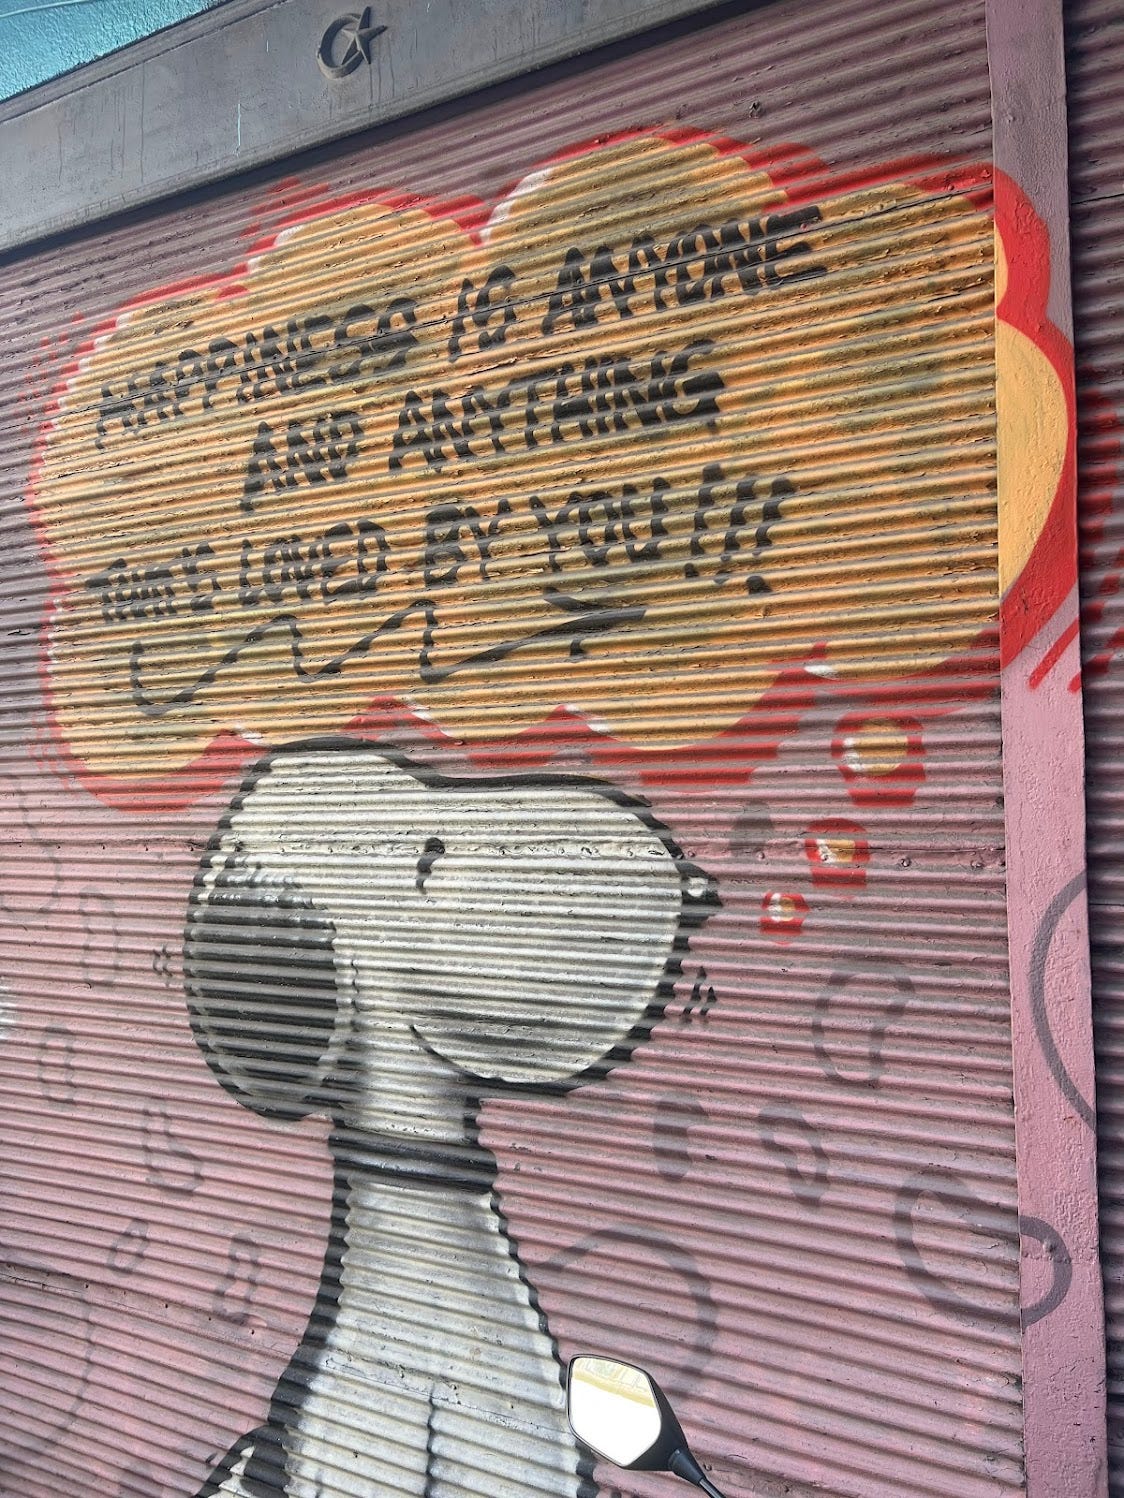 HAPPINESS IS ANYONE
AND ANYTHING
THAT'S LOVED BY YOU!!!